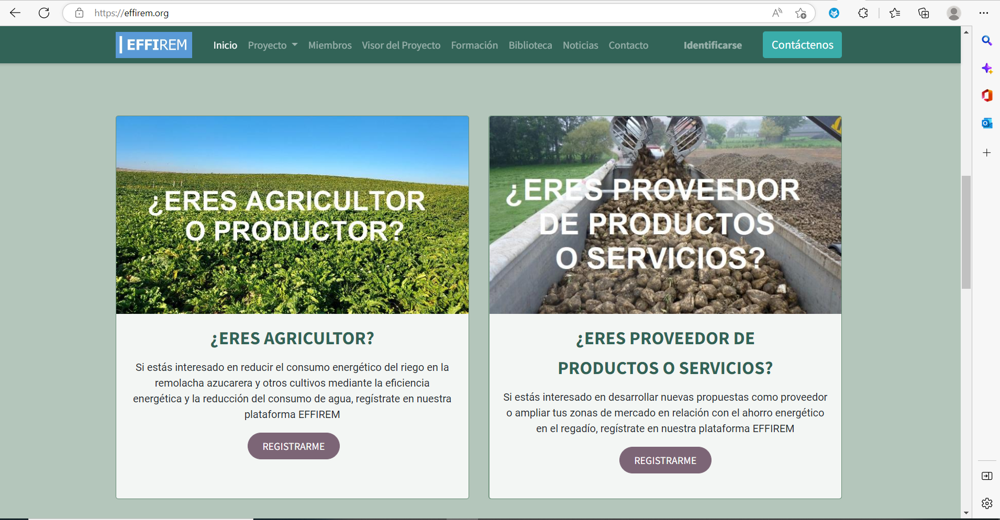 https://effirem.org
EFFIREM
Inicio Proyecto Miembros Visor del Proyecto Formación Biblioteca Noticias Contacto Identificarse Contáctenos
¿ERES AGRICULTOR
O PRODUCTOR?
¿ERES AGRICULTOR?
Si estás interesado en reducir el consumo energético del riego en la
remolacha azucarera y otros cultivos mediante la eficiencia
energética y la reducción del consumo de agua, regístrate en nuestra
plataforma EFFIREM
REGISTRARME
¿ERES PROVEEDOR
DE PRODUCTOS
O SERVICIOS?
¿ERES PROVEEDOR DE
PRODUCTOS O SERVICIOS?
Si estás interesado en desarrollar nuevas propuestas como proveedor
o ampliar tus zonas de mercado en relación con el ahorro energético
en el regadío, regístrate en nuestra plataforma EFFIREM
REGISTRARME